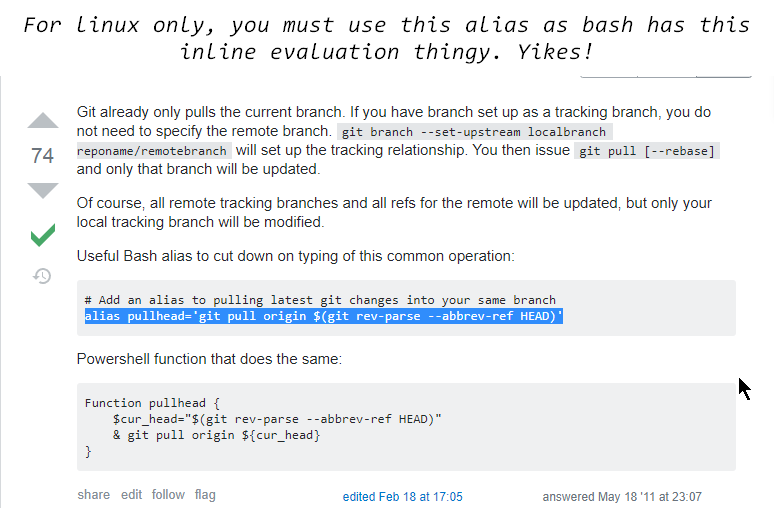 For linux only, you must use this alias as bash has this
inline evaluation thingy. Yikes!
Git already only pulls the current branch. If you have branch set up as a tracking branch, you do
not need to specify the remote branch. git branch --set-upstream localbranch
reponame/remotebranch will set up the tracking relationship. You then issue git pull [--rebase]
74
and only that branch will be updated.
Of course, all remote tracking branches and all refs for the remote will be updated, but only your
local tracking branch will be modified.
Useful Bash alias to cut down on typing of this common operation:
# Add an alias to pulling latest git changes into your same branch
alias pullhead='git pull origin $(git rev-parse --abbrev-ref HEAD)'
Powershell function that does the same:
Function pullhead {
    $cur_head="$(git rev-parse --abbrev-ref HEAD)"
    & git pull origin ${cur_head}
}
share edit follow flag
edited Feb 18 at 17:05
answered May 18 '11 at 23:07